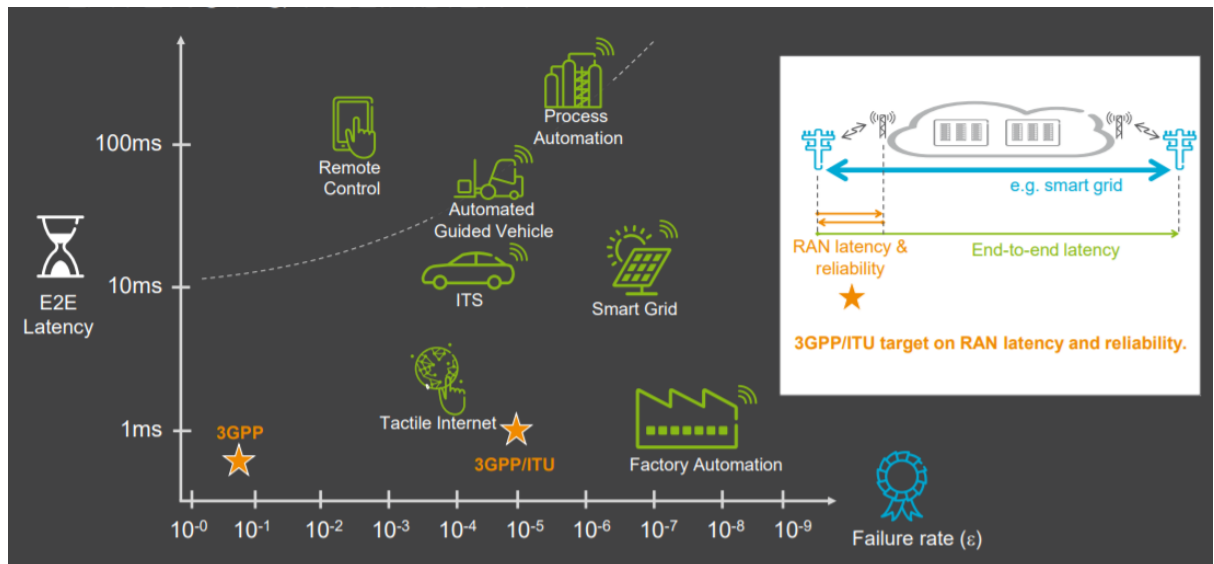 100ms
10ms
1ms
E2E
Latency
Remote
Control
Process
Automation
Automated
Guided Vehicle
ITS
Smart Grid
Tactile Internet
3GPP
3GPP/ITU
Factory Automation
10⁻⁰ 10⁻¹ 10⁻² 10⁻³ 10⁻⁴ 10⁻⁵ 10⁻⁶ 10⁻⁷ 10⁻⁸ 10⁻⁹
Failure rate (ε)
e.g. smart grid
RAN latency &
reliability
End-to-end latency
3GPP/ITU target on RAN latency and reliability.